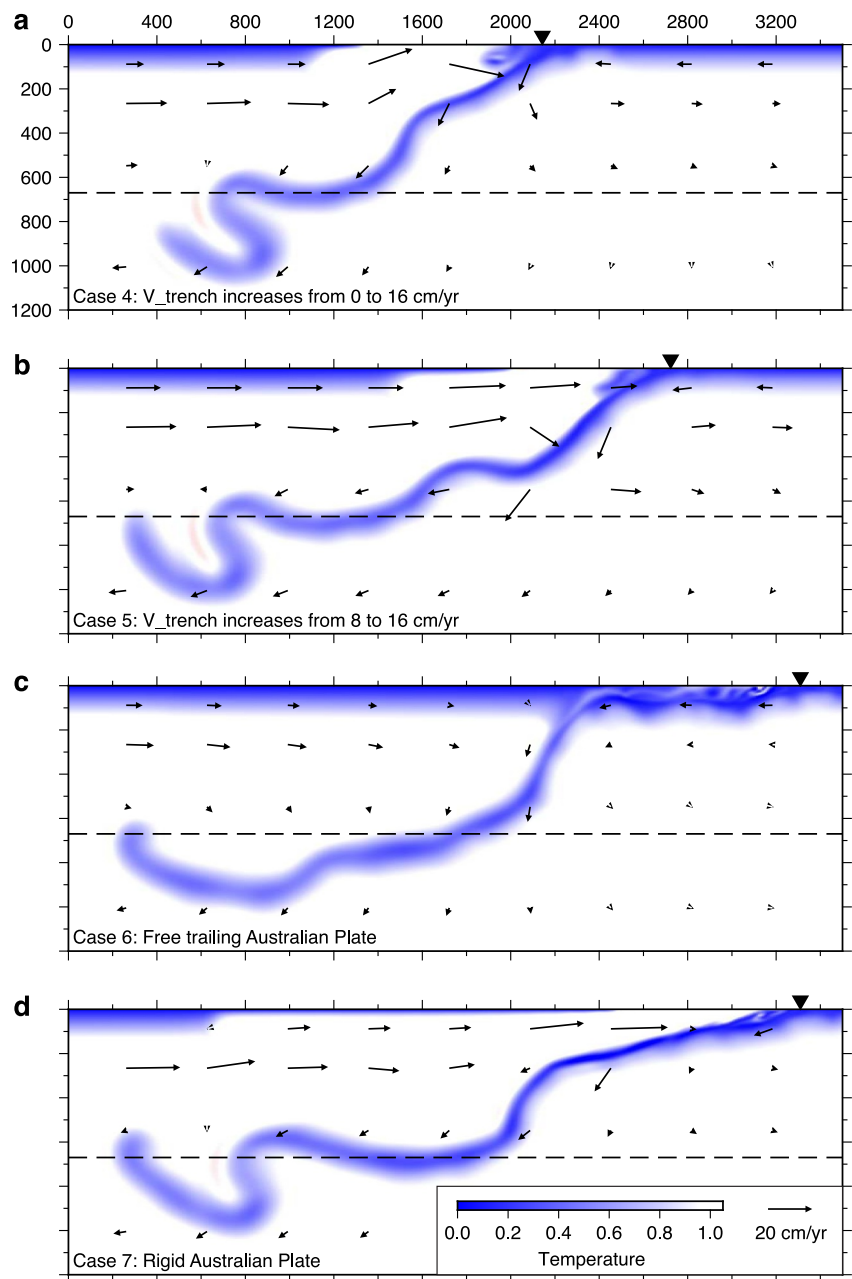 a
0 400 800 1200 1600 2000 2400 2800 3200
0
200
400
600
800
1000
1200
Case 4: V_trench increases from 0 to 16 cm/yr
b
Case 5: V_trench increases from 8 to 16 cm/yr
c
Case 6: Free trailing Australian Plate
d
Case 7: Rigid Australian Plate
0.0 0.2 0.4 0.6 0.8 1.0
Temperature
20 cm/yr